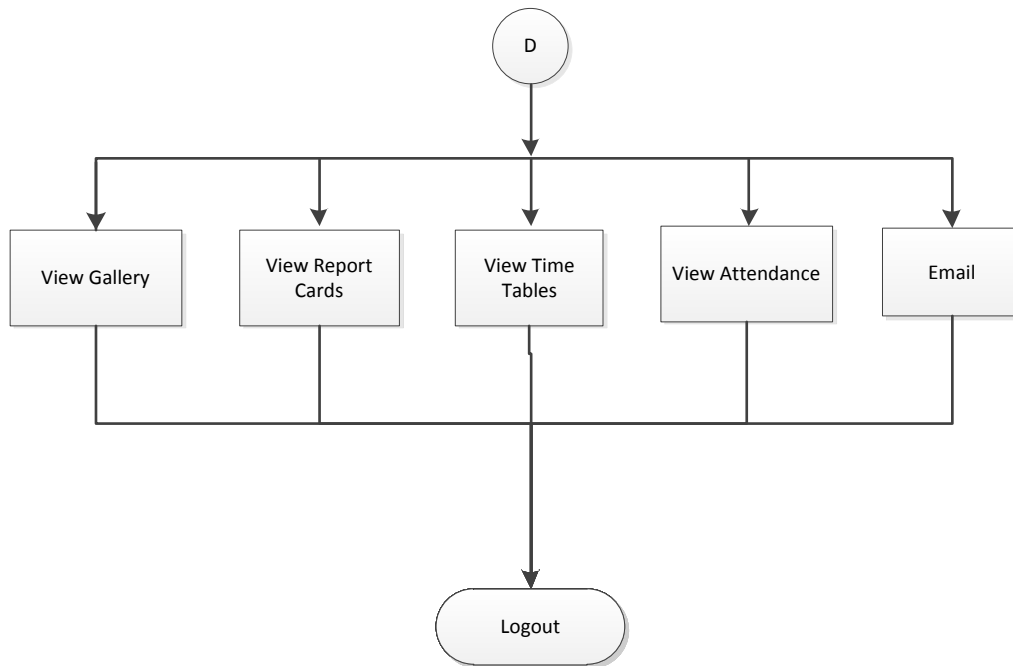 D
View Gallery
View Report
Cards
View Time
Tables
View Attendance
Email
Logout